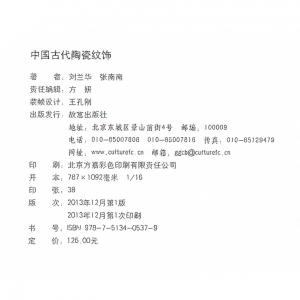 中国古代陶瓷纹饰
著者：刘兰华 张南南
责任编辑：方妍
装帧设计：王孔刚
出版发行：故宫出版社
地址：北京东城区景山前街4号 邮编：100009
电话：010-85007808 010-85007816 传真：010-65129479
网址：www.culturefc.cn 邮箱：ggcb@culturefc.cn
印刷：北京方嘉彩色印刷有限责任公司
开本：787×1092毫米 1/16
印张：38
版次：2013年12月第1版
2013年12月第1次印刷
书号：ISBN 978-7-5134-0537-9
定价：126.00元